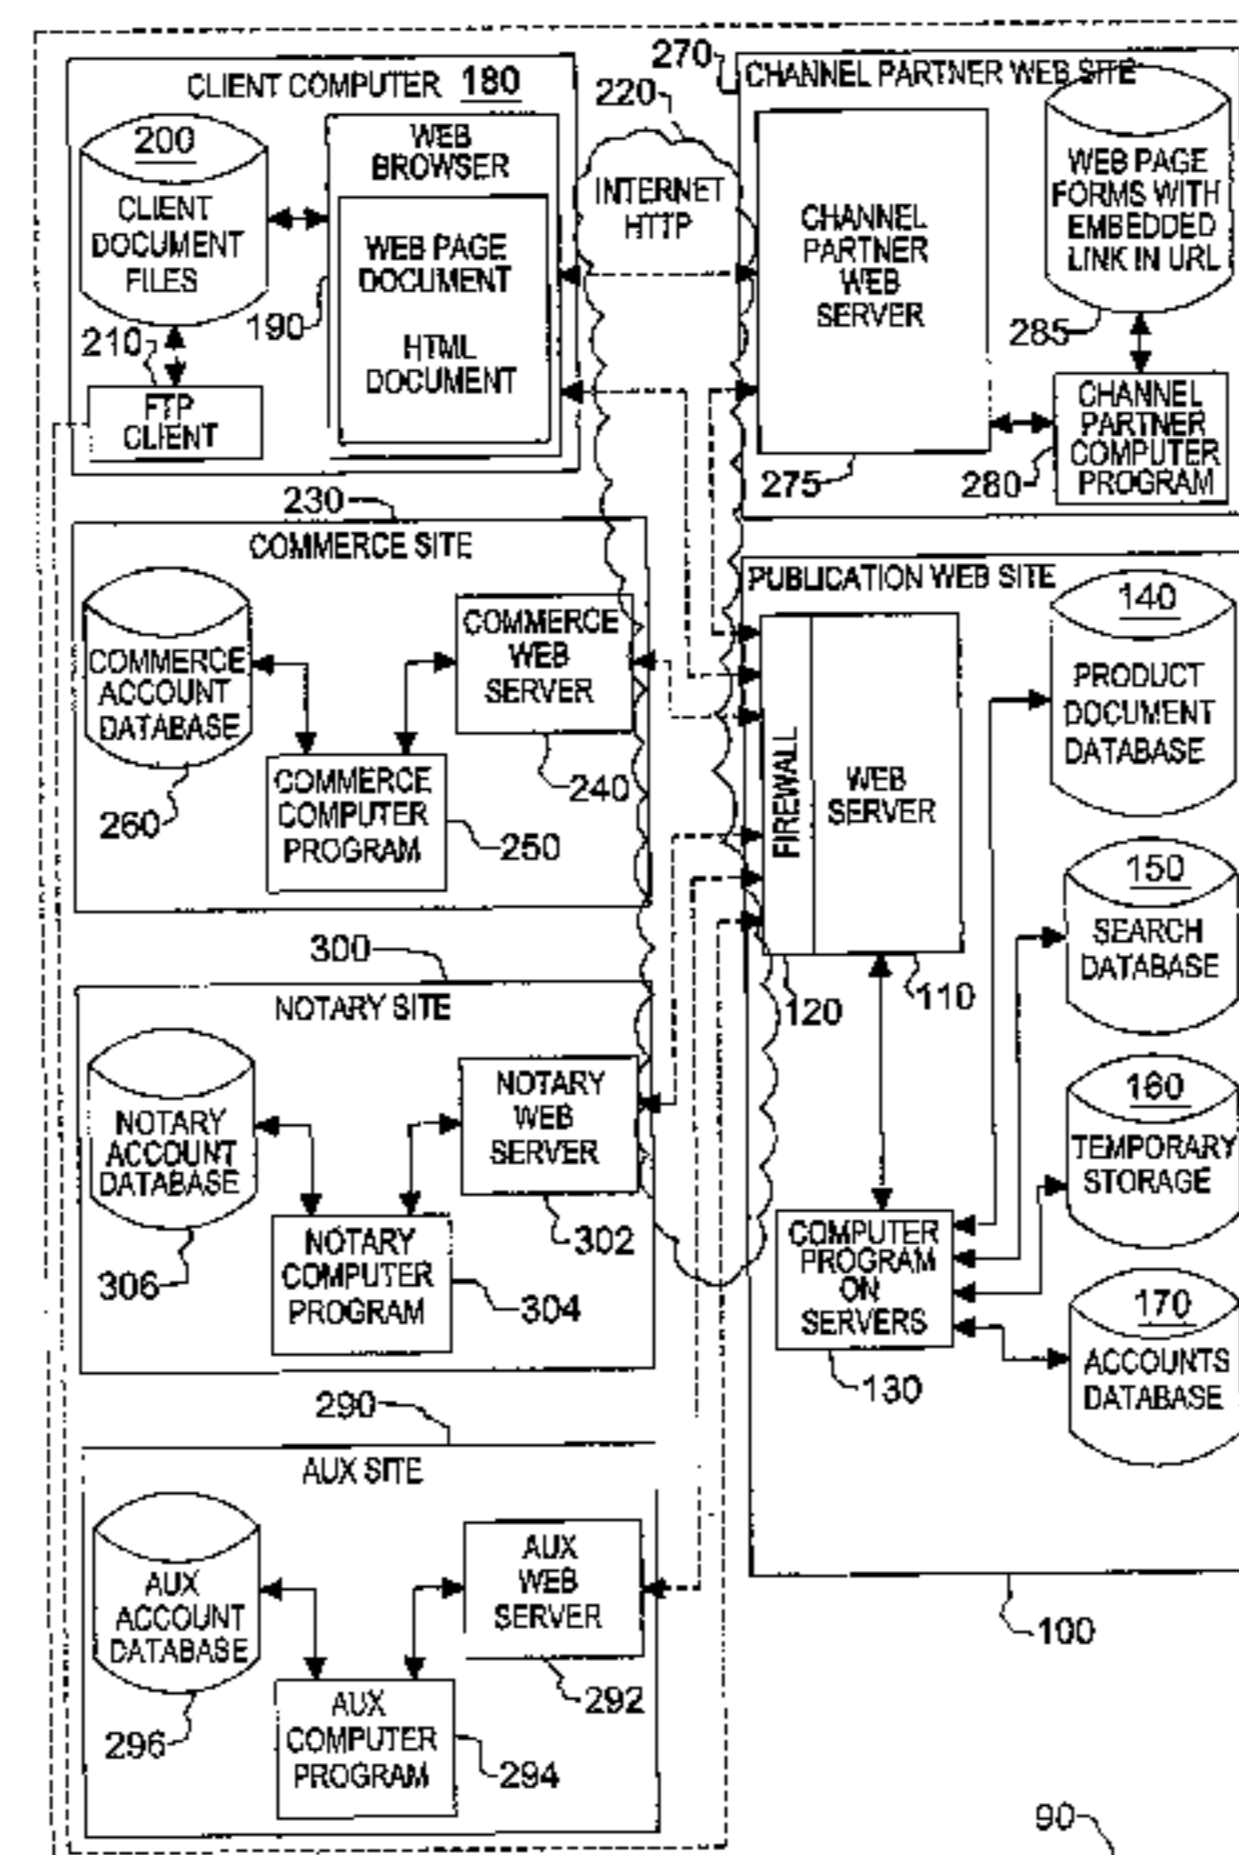 CLIENT COMPUTER 180
200
CLIENT
DOCUMENT
FILES
WEB
BROWSER
WEB PAGE
DOCUMENT
HTML
DOCUMENT
190
210
FTP
CLIENT
220
INTERNET
HTTP
270
CHANNEL PARTNER WEB SITE
CHANNEL
PARTNER
WEB
SERVER
275
WEB PAGE
FORMS WITH
EMBEDDED
LINK IN URL
285
CHANNEL
PARTNER
COMPUTER
PROGRAM
280
230
COMMERCE SITE
COMMERCE
ACCOUNT
DATABASE
260
COMMERCE
WEB
SERVER
240
COMMERCE
COMPUTER
PROGRAM
250
PUBLICATION WEB SITE
FIREWALL
WEB
SERVER
120
110
140
PRODUCT
DOCUMENT
DATABASE
150
SEARCH
DATABASE
160
TEMPORARY
STORAGE
170
ACCOUNTS
DATABASE
COMPUTER
PROGRAM
ON
SERVERS
130
100
300
NOTARY SITE
NOTARY
ACCOUNT
DATABASE
306
NOTARY
WEB
SERVER
302
NOTARY
COMPUTER
PROGRAM
304
290
AUX SITE
AUX
ACCOUNT
DATABASE
296
AUX
WEB
SERVER
292
AUX
COMPUTER
PROGRAM
294
90